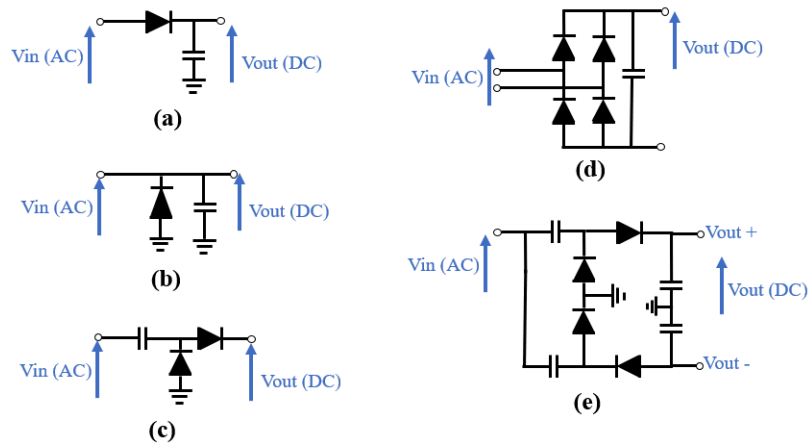 Vin (AC)
Vout (DC)
(a)
Vin (AC)
Vout (DC)
(b)
Vin (AC)
Vout (DC)
(c)
Vin (AC)
Vout (DC)
(d)
Vin (AC)
Vout +
Vout (DC)
Vout -
(e)